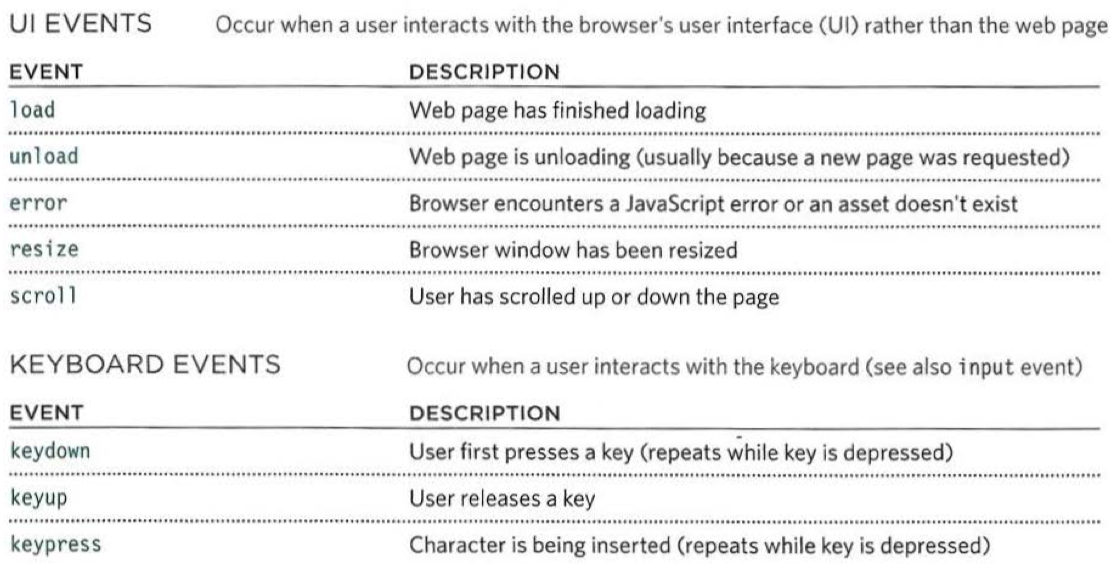 UI EVENTS Occur when a user interacts with the browser's user interface (UI) rather than the web page
EVENT DESCRIPTION
load Web page has finished loading
unload Web page is unloading (usually because a new page was requested)
error Browser encounters a JavaScript error or an asset doesn't exist
resize Browser window has been resized
scroll User has scrolled up or down the page
KEYBOARD EVENTS Occur when a user interacts with the keyboard (see also input event)
EVENT DESCRIPTION
keydown User first presses a key (repeats while key is depressed)
keyup User releases a key
keypress Character is being inserted (repeats while key is depressed)